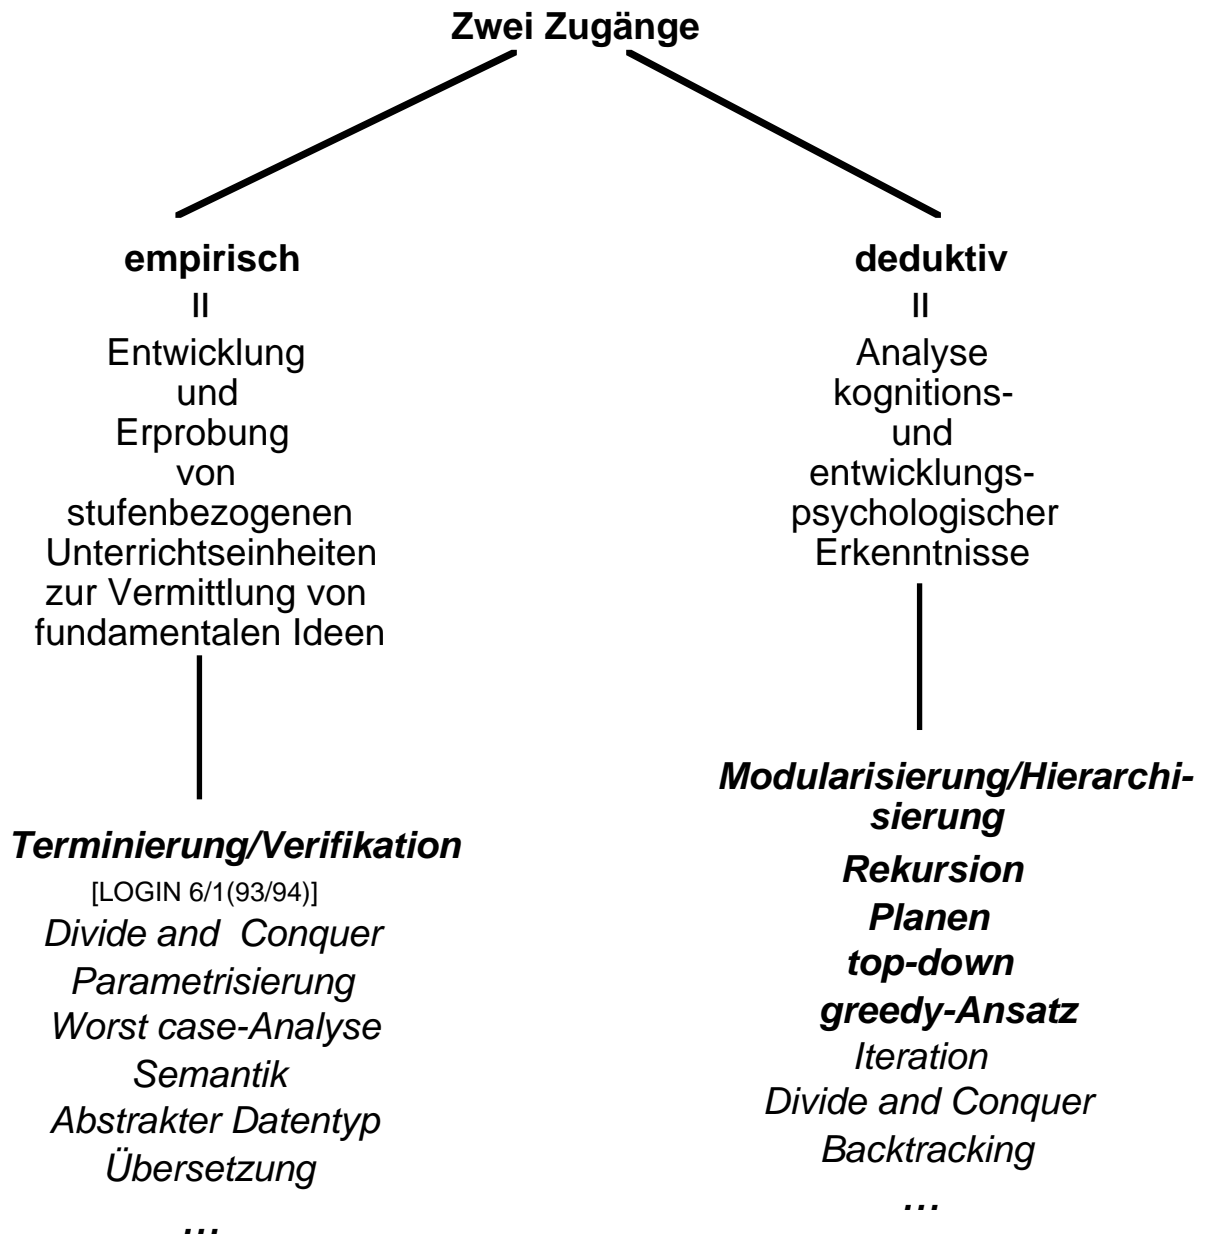 Zwei Zugänge
empirisch
=
Entwicklung
und
Erprobung
von
stufenbezogenen
Unterrichtseinheiten
zur Vermittlung von
fundamentalen Ideen
Terminierung/Verifikation
[LOGIN 6/1(93/94)]
Divide and Conquer
Parametrisierung
Worst case-Analyse
Semantik
Abstrakter Datentyp
Übersetzung
...
deduktiv
=
Analyse
kognitions-
und
entwicklungs-
psychologischer
Erkenntnisse
Modularisierung/Hierarchi-
sierung
Rekursion
Planen
top-down
greedy-Ansatz
Iteration
Divide and Conquer
Backtracking
...